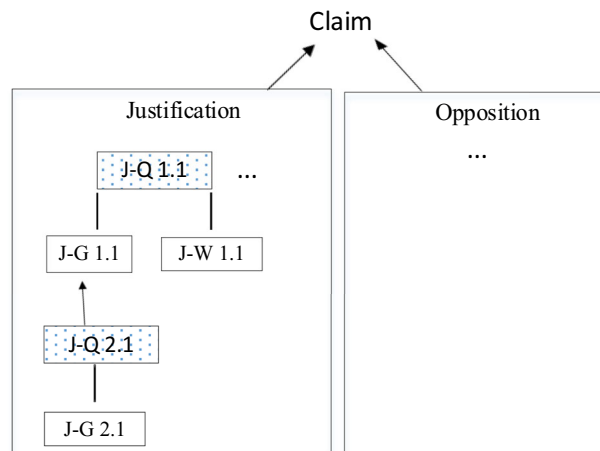 Claim
Justification
Opposition
J-Q 1.1
...
...
J-G 1.1
J-W 1.1
J-Q 2.1
J-G 2.1